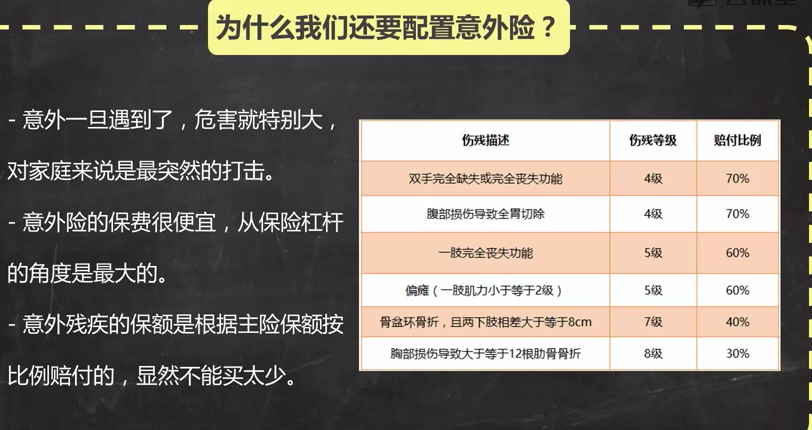 为什么我们还要配置意外险？
- 意外一旦遇到了，危害就特别大，
对家庭来说是最突然的打击。
- 意外险的保费很便宜，从保险杠杆
的角度是最大的。
- 意外残疾的保额是根据主险保额按
比例赔付的，显然不能买太少。
伤残描述 伤残等级 赔付比例
双手完全缺失或完全丧失功能 4级 70%
腹部损伤导致全胃切除 4级 70%
一肢完全丧失功能 5级 60%
偏瘫（一肢肌力小于等于2级） 5级 60%
骨盆环骨折，且两下肢相差大于等于8cm 7级 40%
胸部损伤导致大于等于12根肋骨骨折 8级 30%